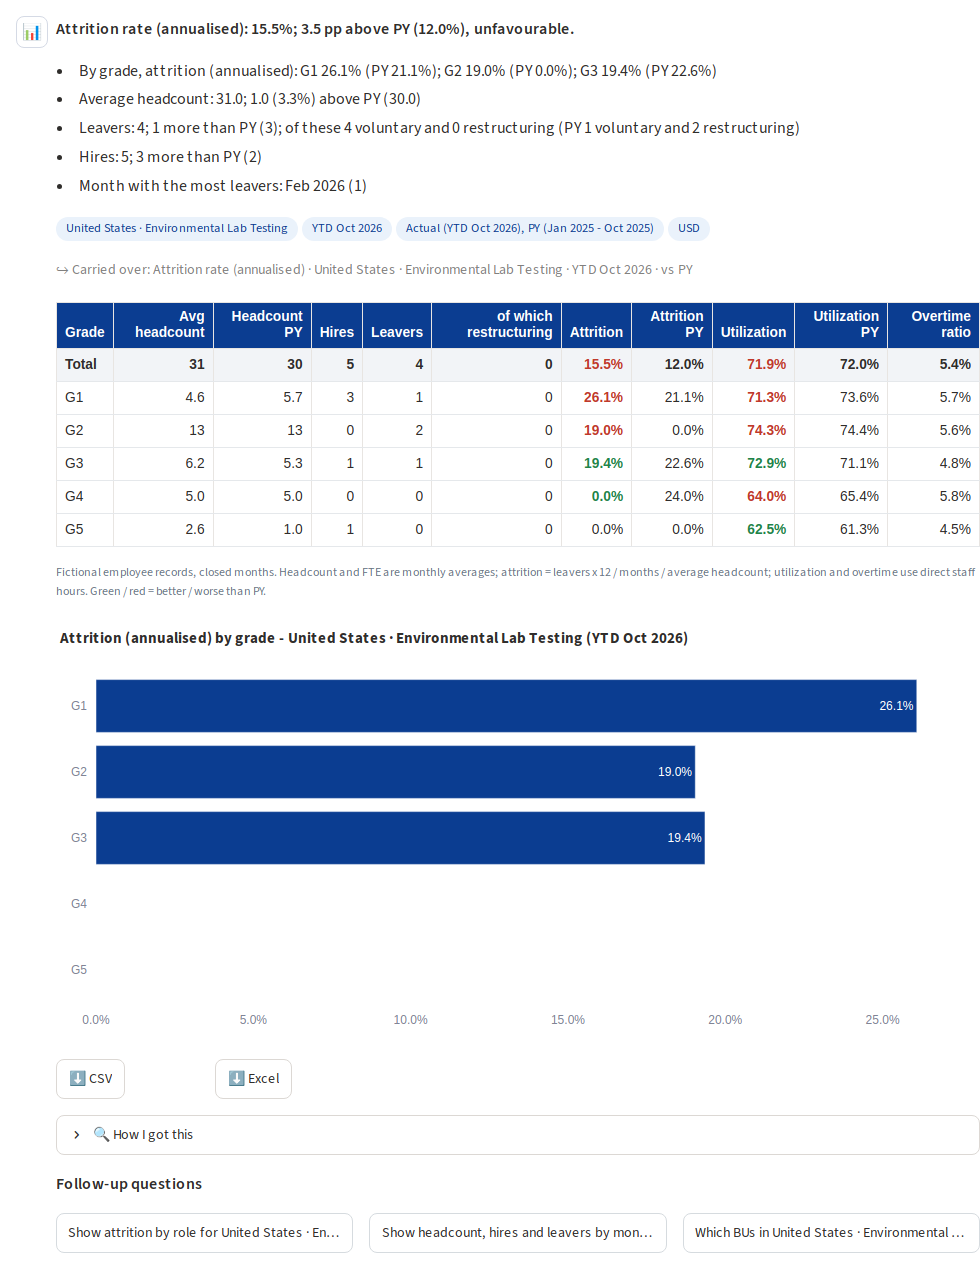 Attrition rate (annualised): 15.5%; 3.5 pp above PY (12.0%), unfavourable.
• By grade, attrition (annualised): G1 26.1% (PY 21.1%); G2 19.0% (PY 0.0%); G3 19.4% (PY 22.6%)
• Average headcount: 31.0; 1.0 (3.3%) above PY (30.0)
• Leavers: 4; 1 more than PY (3); of these 4 voluntary and 0 restructuring (PY 1 voluntary and 2 restructuring)
• Hires: 5; 3 more than PY (2)
• Month with the most leavers: Feb 2026 (1)
United States · Environmental Lab Testing YTD Oct 2026 Actual (YTD Oct 2026), PY (Jan 2025 - Oct 2025) USD
↪ Carried over: Attrition rate (annualised) · United States · Environmental Lab Testing · YTD Oct 2026 · vs PY
Grade Avg headcount Headcount PY Hires Leavers of which restructuring Attrition Attrition PY Utilization Utilization PY Overtime ratio
Total 31 30 5 4 0 15.5% 12.0% 71.9% 72.0% 5.4%
G1 4.6 5.7 3 1 0 26.1% 21.1% 71.3% 73.6% 5.7%
G2 13 13 0 2 0 19.0% 0.0% 74.3% 74.4% 5.6%
G3 6.2 5.3 1 1 0 19.4% 22.6% 72.9% 71.1% 4.8%
G4 5.0 5.0 0 0 0 0.0% 24.0% 64.0% 65.4% 5.8%
G5 2.6 1.0 1 0 0 0.0% 0.0% 62.5% 61.3% 4.5%
Fictional employee records, closed months. Headcount and FTE are monthly averages; attrition = leavers x 12 / months / average headcount; utilization and overtime use direct staff
hours. Green / red = better / worse than PY.
Attrition (annualised) by grade - United States · Environmental Lab Testing (YTD Oct 2026)
G1 26.1%
G2 19.0%
G3 19.4%
G4
G5
0.0% 5.0% 10.0% 15.0% 20.0% 25.0%
⬇️ CSV ⬇️ Excel
› 🔍 How I got this
Follow-up questions
Show attrition by role for United States · En... Show headcount, hires and leavers by mon... Which BUs in United States · Environmental ...